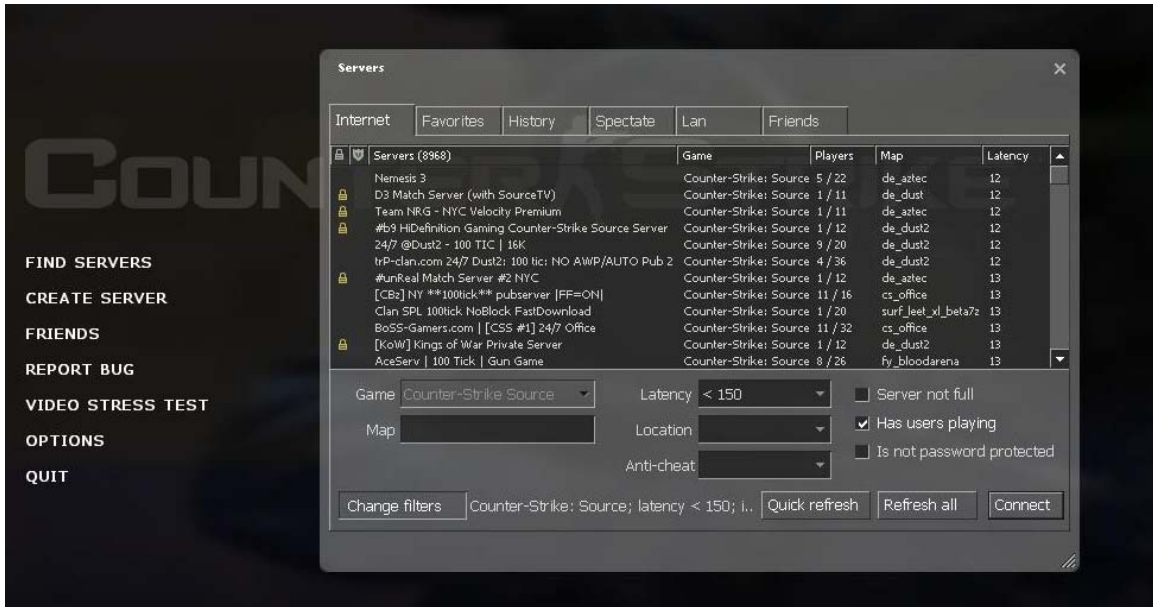 COUNTER STRIKE
FIND SERVERS
CREATE SERVER
FRIENDS
REPORT BUG
VIDEO STRESS TEST
OPTIONS
QUIT
Servers
Internet Favorites History Spectate Lan Friends
Servers (8968) Game Players Map Latency
Nemesis 3 Counter-Strike: Source 5 / 22 de_aztec 12
D3 Match Server (with SourceTV) Counter-Strike: Source 1 / 11 de_dust 12
Team NRG - NYC Velocity Premium Counter-Strike: Source 1 / 11 de_aztec 12
#b9 HiDefinition Gaming Counter-Strike Source Server Counter-Strike: Source 1 / 12 de_dust2 12
24/7 @Dust2 - 100 TIC | 16K Counter-Strike: Source 9 / 20 de_dust2 12
trP-clan.com 24/7 Dust2: 100 tic: NO AWP/AUTO Pub 2 Counter-Strike: Source 4 / 36 de_dust2 12
#unReal Match Server #2 NYC Counter-Strike: Source 1 / 12 de_aztec 13
[CBz] NY **100tick** pubserver |FF=ON| Counter-Strike: Source 11 / 16 cs_office 13
Clan SPL 100tick NoBlock FastDownload Counter-Strike: Source 1 / 20 surf_leet_xl_beta7z 13
BoSS-Gamers.com | [CSS #1] 24/7 Office Counter-Strike: Source 11 / 32 cs_office 13
[KoW] Kings of War Private Server Counter-Strike: Source 1 / 12 de_dust2 13
AceServ | 100 Tick | Gun Game Counter-Strike: Source 8 / 26 fy_bloodarena 13
Game Counter-Strike Source Latency < 150 Server not full
Map Location Has users playing
Anti-cheat Is not password protected
Change filters Counter-Strike: Source; latency < 150; i.. Quick refresh Refresh all Connect